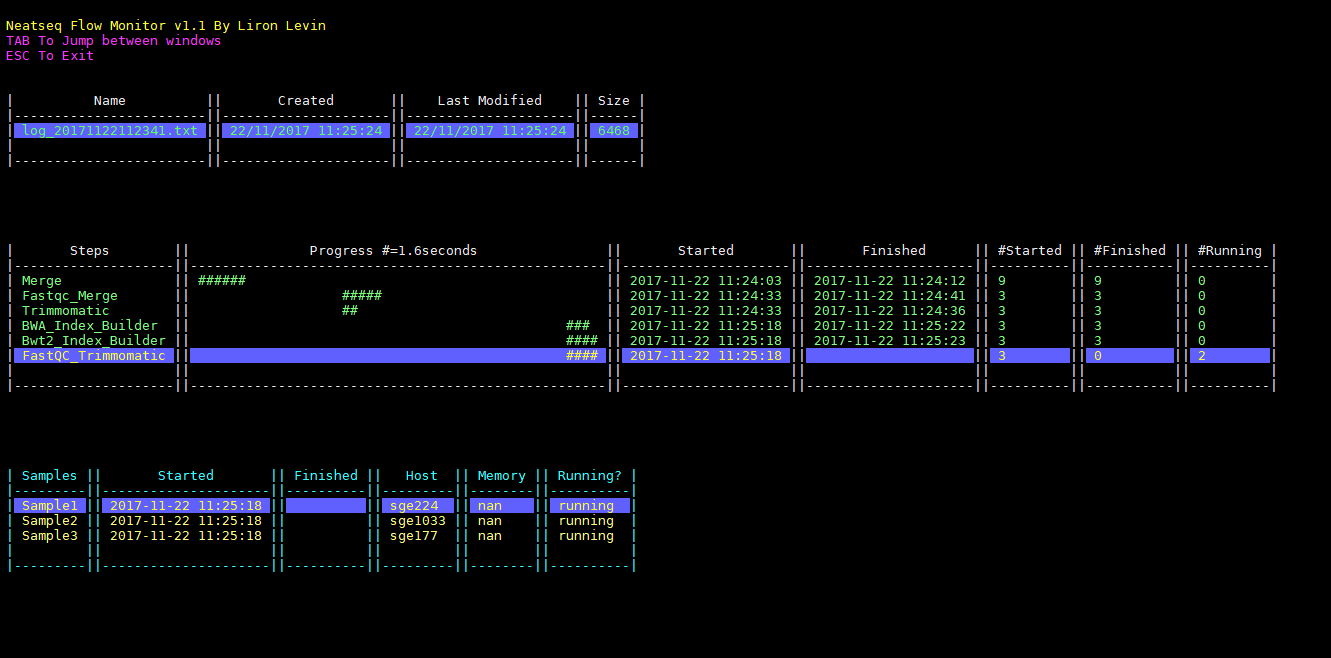 Neatseq Flow Monitor v1.1 By Liron Levin
TAB To Jump between windows
ESC To Exit
|          Name          ||       Created       ||    Last Modified    || Size |
|------------------------||---------------------||---------------------||------|
| log_20171122112341.txt || 22/11/2017 11:25:24 || 22/11/2017 11:25:24 || 6468 |
|                        ||                     ||                     ||      |
|------------------------||---------------------||---------------------||------|
|       Steps        ||               Progress #=1.6seconds                ||       Started       ||       Finished      || #Started || #Finished || #Running |
|--------------------||----------------------------------------------------||---------------------||---------------------||----------||-----------||----------|
| Merge              || ######                                             || 2017-11-22 11:24:03 || 2017-11-22 11:24:12 || 9        || 9         || 0        |
| Fastqc_Merge       ||                   #####                            || 2017-11-22 11:24:33 || 2017-11-22 11:24:41 || 3        || 3         || 0        |
| Trimmomatic        ||                   ##                               || 2017-11-22 11:24:33 || 2017-11-22 11:24:36 || 3        || 3         || 0        |
| BWA_Index_Builder  ||                                               ###  || 2017-11-22 11:25:18 || 2017-11-22 11:25:22 || 3        || 3         || 0        |
| Bwt2_Index_Builder ||                                               #### || 2017-11-22 11:25:18 || 2017-11-22 11:25:23 || 3        || 3         || 0        |
| FastQC_Trimmomatic ||                                               #### || 2017-11-22 11:25:18 ||                     || 3        || 0         || 2        |
|                    ||                                                    ||                     ||                     ||          ||           ||          |
|--------------------||----------------------------------------------------||---------------------||---------------------||----------||-----------||----------|
| Samples ||       Started       || Finished ||   Host  || Memory || Running? |
|---------||---------------------||----------||---------||--------||----------|
| Sample1 || 2017-11-22 11:25:18 ||          || sge224  || nan    || running  |
| Sample2 || 2017-11-22 11:25:18 ||          || sge1033 || nan    || running  |
| Sample3 || 2017-11-22 11:25:18 ||          || sge177  || nan    || running  |
|         ||                     ||          ||         ||        ||          |
|---------||---------------------||----------||---------||--------||----------|